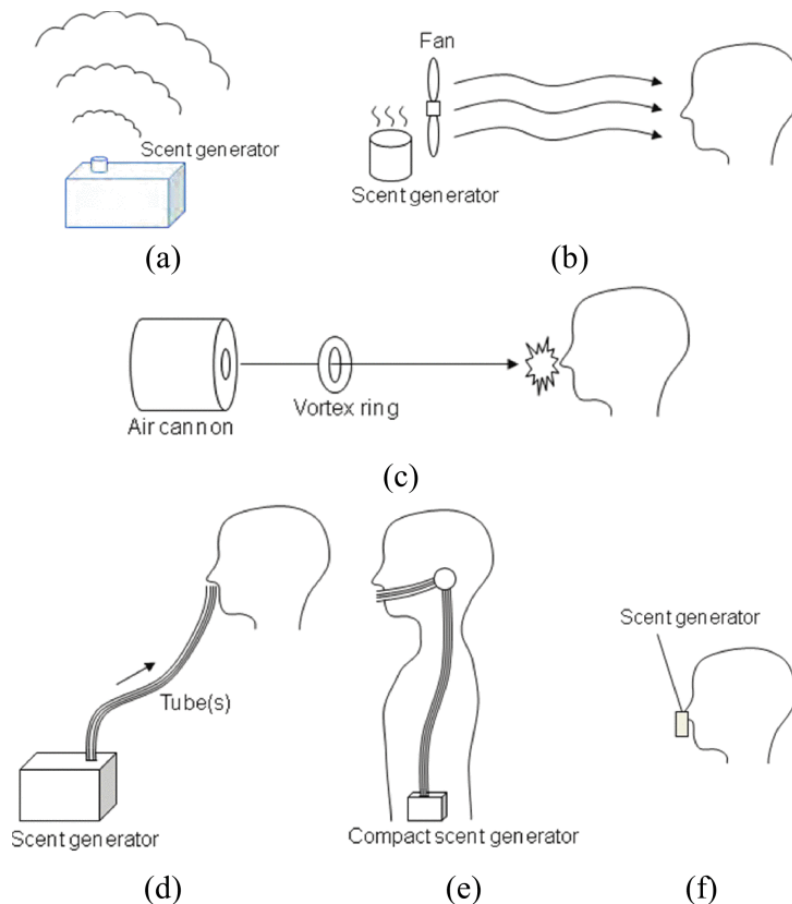 Scent generator
(a)
Fan
Scent generator
(b)
Air cannon
Vortex ring
(c)
Tube(s)
Scent generator
(d)
Compact scent generator
(e)
Scent generator
(f)